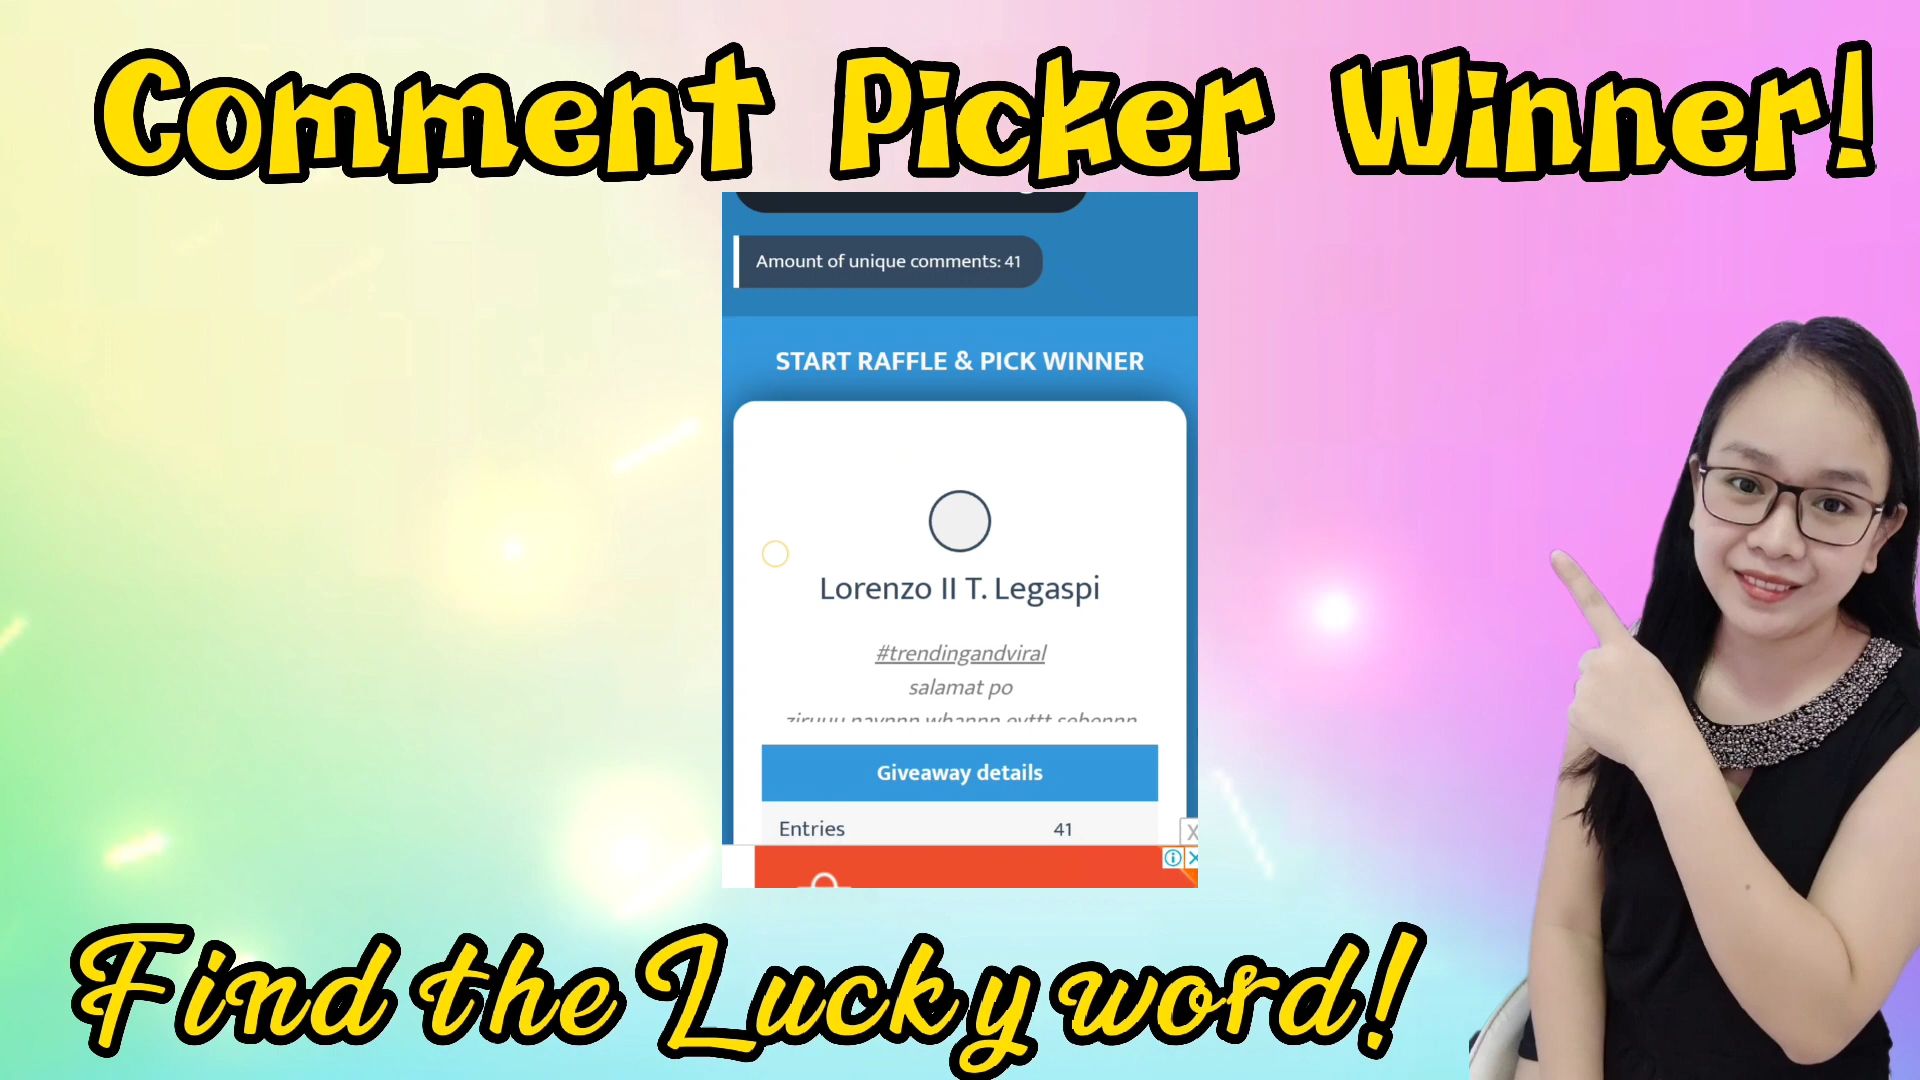 Comment Picker Winner!
Amount of unique comments: 41
START RAFFLE & PICK WINNER
Lorenzo II T. Legaspi
#trendingandviral
salamat po
Giveaway details
Entries 41
X
Find the Lucky word!